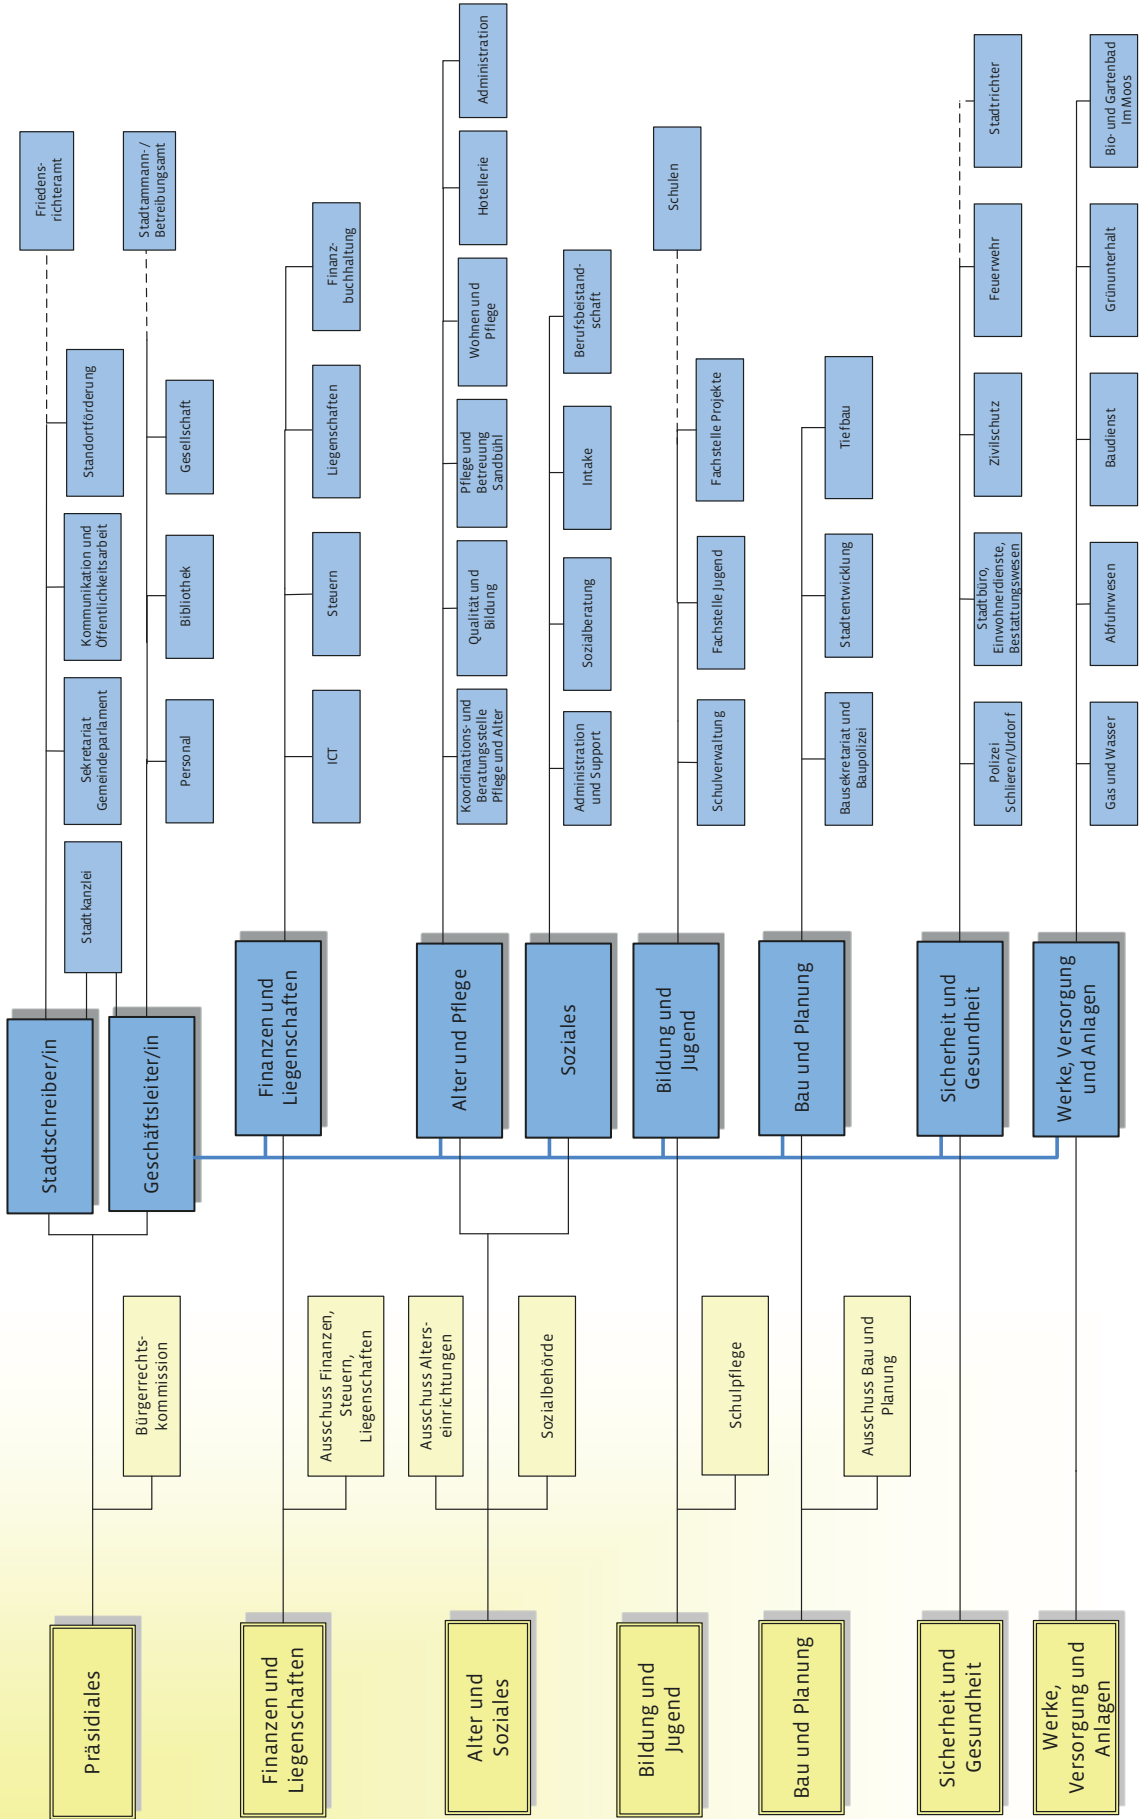 Präsidiales
Bürgerrechts-
kommission
Stadtschreiber/in
Geschäftsleiter/in
Stadtkanzlei
Sekretariat
Gemeindeparlament
Kommunikation und
Öffentlichkeitsarbeit
Standortförderung
Friedens-
richteramt
Personal
Bibliothek
Gesellschaft
Stadtammann-/
Betreibungsamt
Finanzen und
Liegenschaften
Ausschuss Finanzen,
Steuern,
Liegenschaften
Finanzen und
Liegenschaften
ICT
Steuern
Liegenschaften
Finanz-
buchhaltung
Alter und
Soziales
Ausschuss Alters-
einrichtungen
Sozialbehörde
Alter und Pflege
Koordinations- und
Beratungsstelle
Pflege und Alter
Qualität und
Bildung
Pflege und
Betreuung
Sandbühl
Wohnen und
Pflege
Hotellerie
Administration
Soziales
Administration
und Support
Sozialberatung
Intake
Berufsbeistand-
schaft
Bildung und
Jugend
Schulpflege
Bildung und
Jugend
Schulverwaltung
Fachstelle Jugend
Fachstelle Projekte
Schulen
Bau und Planung
Ausschuss Bau und
Planung
Bau und Planung
Bausekretariat und
Baupolizei
Stadtentwicklung
Tiefbau
Sicherheit und
Gesundheit
Sicherheit und
Gesundheit
Polizei
Schlieren/Urdorf
Stadtbüro,
Einwohnerdienste,
Bestattungswesen
Zivilschutz
Feuerwehr
Stadtrichter
Werke,
Versorgung und
Anlagen
Werke, Versorgung
und Anlagen
Gas und Wasser
Abfuhrwesen
Baudienst
Grünunterhalt
Bio- und Gartenbad
Im Moos